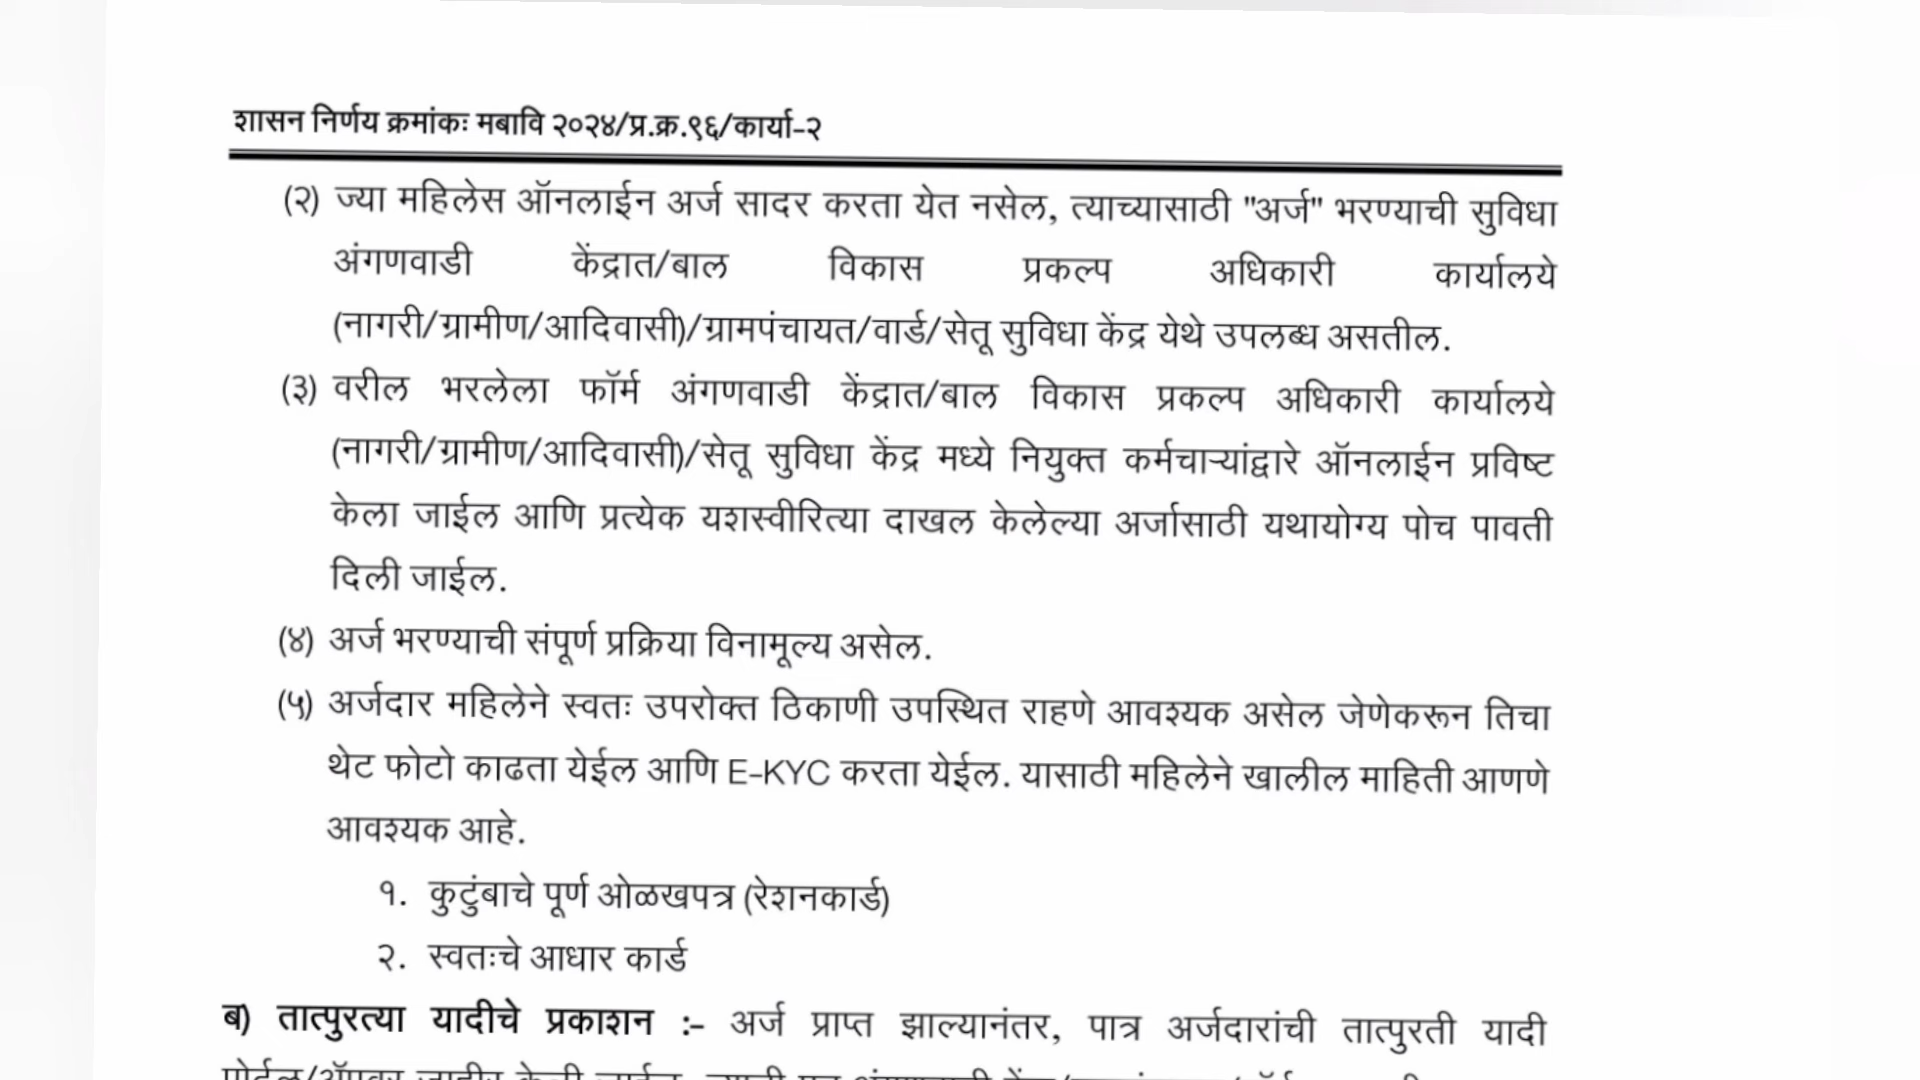 शासन निर्णय क्रमांकः मबावि २०२४/प्र.क्र.९६/कार्या-२
(२) ज्या महिलेस ऑनलाईन अर्ज सादर करता येत नसेल, त्याच्यासाठी "अर्ज" भरण्याची सुविधा
अंगणवाडी केंद्रात/बाल विकास प्रकल्प अधिकारी कार्यालये
(नागरी/ग्रामीण/आदिवासी)/ग्रामपंचायत/वार्ड/सेतू सुविधा केंद्र येथे उपलब्ध असतील.
(३) वरील भरलेला फॉर्म अंगणवाडी केंद्रात/बाल विकास प्रकल्प अधिकारी कार्यालये
(नागरी/ग्रामीण/आदिवासी)/सेतू सुविधा केंद्र मध्ये नियुक्त कर्मचाऱ्यांद्वारे ऑनलाईन प्रविष्ट
केला जाईल आणि प्रत्येक यशस्वीरित्या दाखल केलेल्या अर्जासाठी यथायोग्य पोच पावती
दिली जाईल.
(४) अर्ज भरण्याची संपूर्ण प्रक्रिया विनामूल्य असेल.
(५) अर्जदार महिलेने स्वतः उपरोक्त ठिकाणी उपस्थित राहणे आवश्यक असेल जेणेकरून तिचा
थेट फोटो काढता येईल आणि E-KYC करता येईल. यासाठी महिलेने खालील माहिती आणणे
आवश्यक आहे.
१. कुटुंबाचे पूर्ण ओळखपत्र (रेशनकार्ड)
२. स्वतःचे आधार कार्ड
ब) तात्पुरत्या यादीचे प्रकाशन :- अर्ज प्राप्त झाल्यानंतर, पात्र अर्जदारांची तात्पुरती यादी